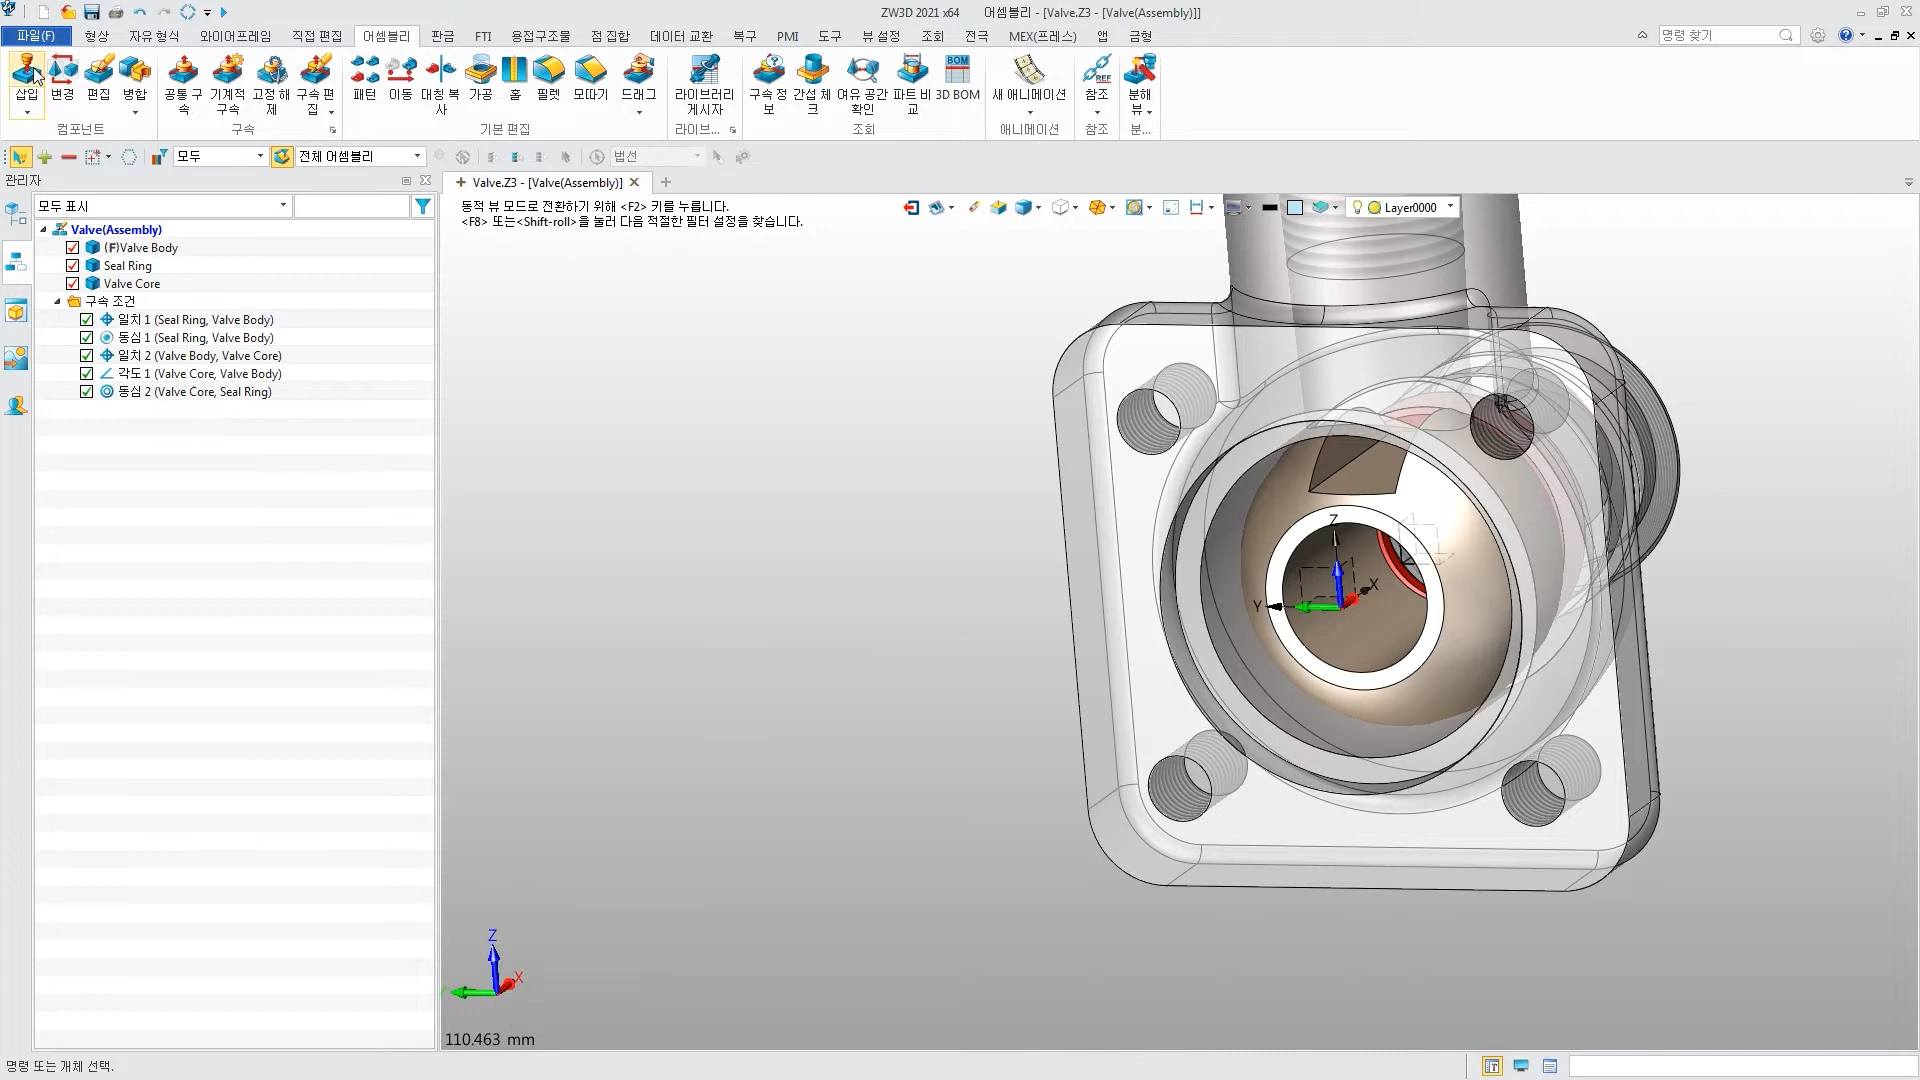 ZW3D 2021 x64 어셈블리 - [Valve.Z3 - [Valve(Assembly)]]
파일(F) 형상 자유 형식 와이어프레임 직접 편집 어셈블리 판금 FTI 용접구조물 점 집합 데이터 교환 복구 PMI 도구 뷰 설정 조회 전극 MEX(프레스) 앱 금형 명령 찾기
삽입 변경 편집 병합 공통 구속 기계적 구속 고정 해제 구속 편집 패턴 이동 대칭 복사 가공 홀 필렛 모따기 드래그 라이브러리 게시자 구속 정보 간섭 체크 여유 공간 확인 파트 비교 3D BOM 새 애니메이션 참조 분해 뷰
BOM
REF
컴포넌트 구속 기본 편집 라이브... 조회 애니메이션 참조 분...
모두 전체 어셈블리 법선
관리자
Valve.Z3 - [Valve(Assembly)]
모두 표시
동적 뷰 모드로 전환하기 위해 <F2> 키를 누릅니다.
<F8> 또는<Shift-roll>을 눌러 다음 적절한 필터 설정을 찾습니다.
Layer0000
Valve(Assembly)
(F)Valve Body
Seal Ring
Valve Core
구속 조건
일치 1 (Seal Ring, Valve Body)
동심 1 (Seal Ring, Valve Body)
일치 2 (Valve Body, Valve Core)
각도 1 (Valve Core, Valve Body)
동심 2 (Valve Core, Seal Ring)
Z
X
Y
Z
X
110.463 mm
명령 또는 개체 선택.